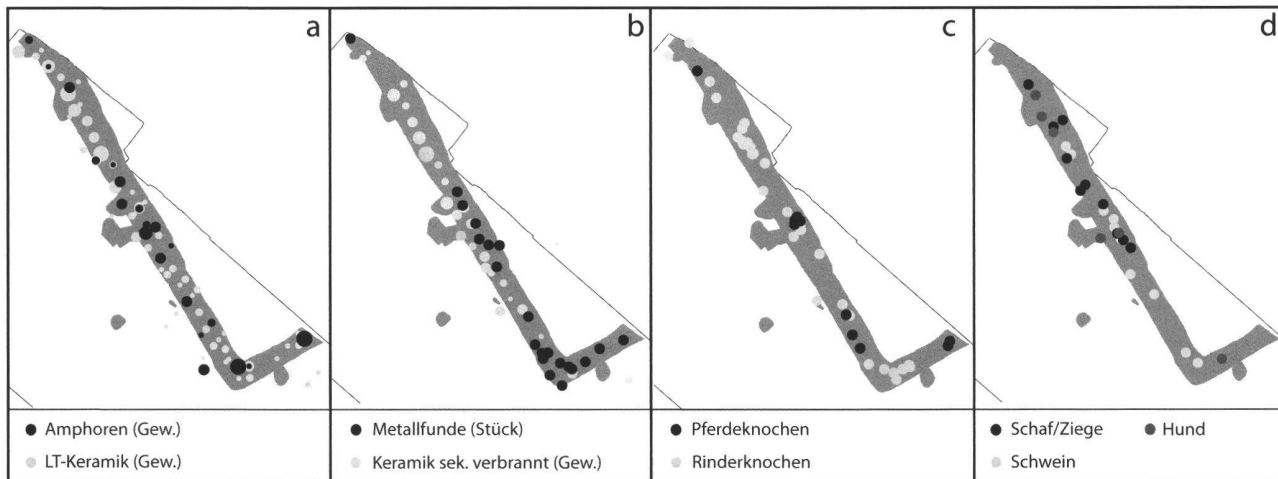 a
b
c
d
Amphoren (Gew.)
LT-Keramik (Gew.)
Metallfunde (Stück)
Keramik sek. verbrannt (Gew.)
Pferdeknochen
Rinderknochen
Schaf/Ziege Hund
Schwein